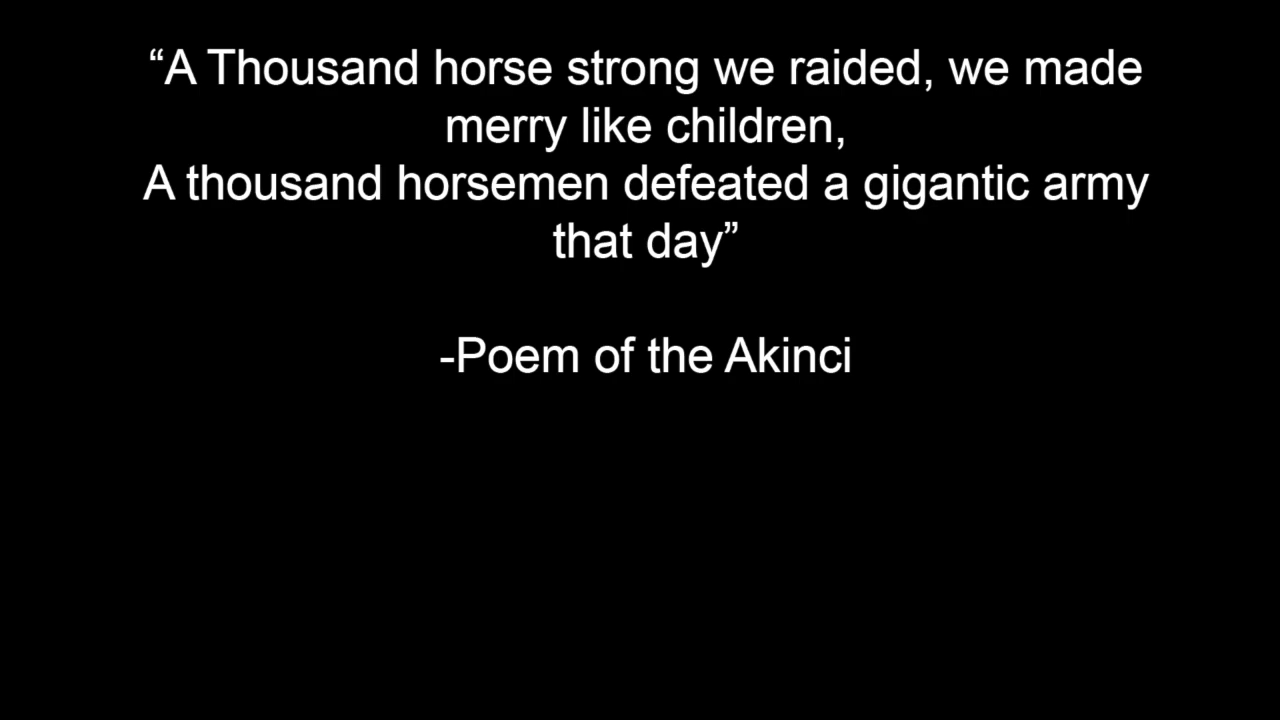 “A Thousand horse strong we raided, we made
merry like children,
A thousand horsemen defeated a gigantic army
that day”
-Poem of the Akinci